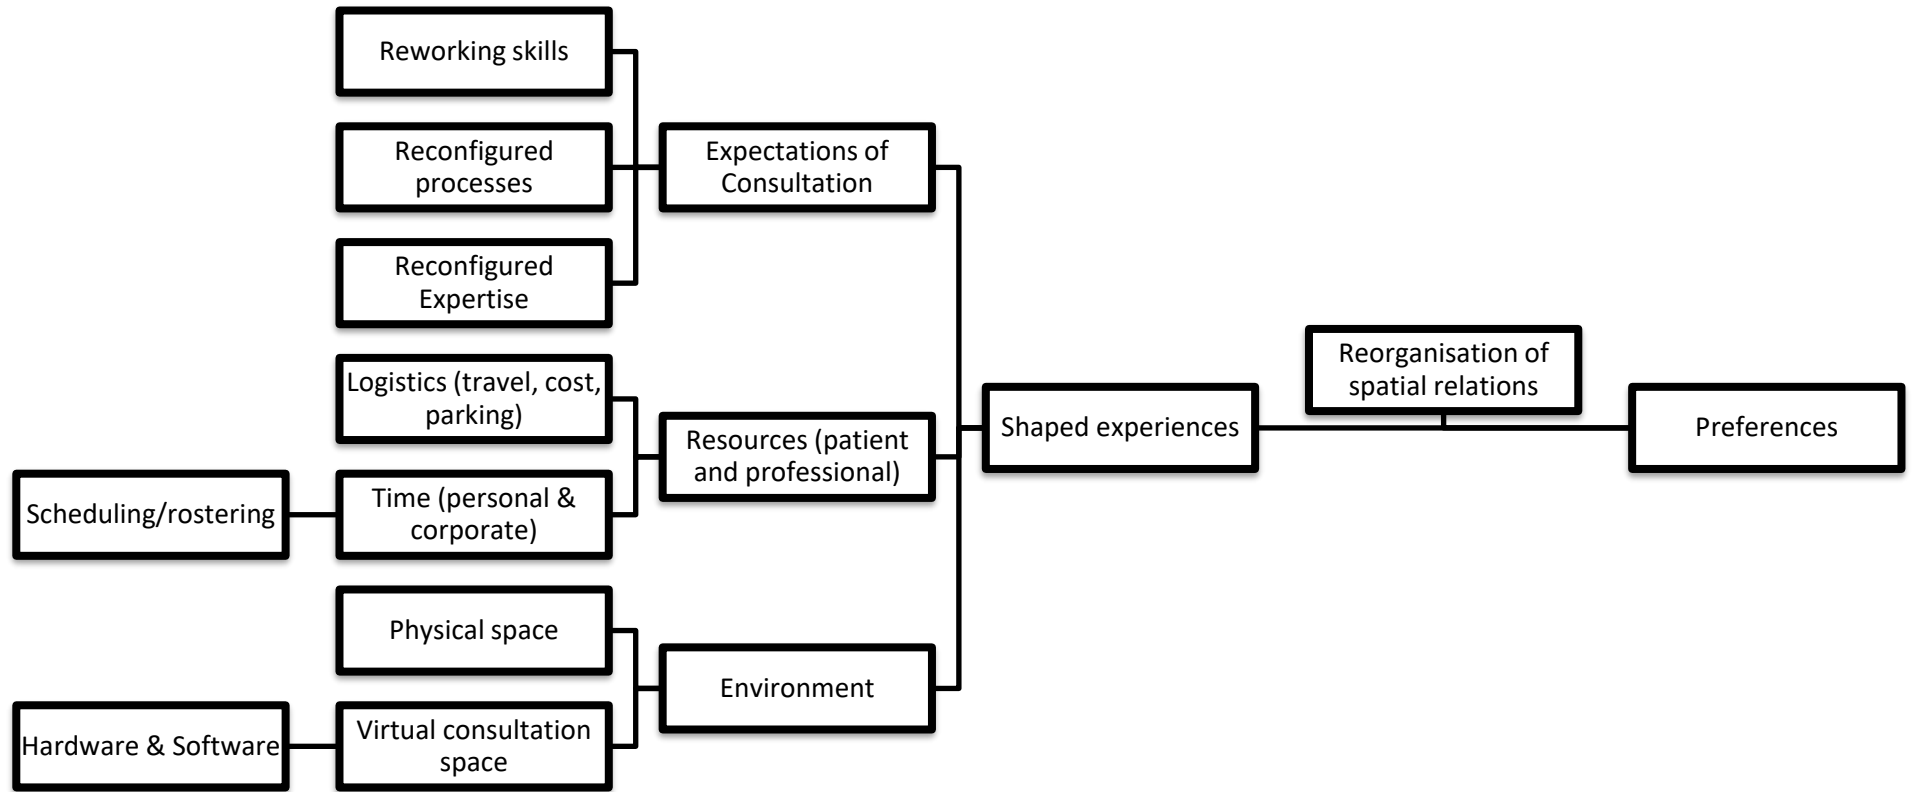 Reworking skills
Reconfigured
processes
Expectations of
Consultation
Reconfigured
Expertise
Logistics (travel, cost,
parking)
Resources (patient
and professional)
Scheduling/rostering
Time (personal &
corporate)
Physical space
Environment
Hardware & Software
Virtual consultation
space
Shaped experiences
Reorganisation of
spatial relations
Preferences